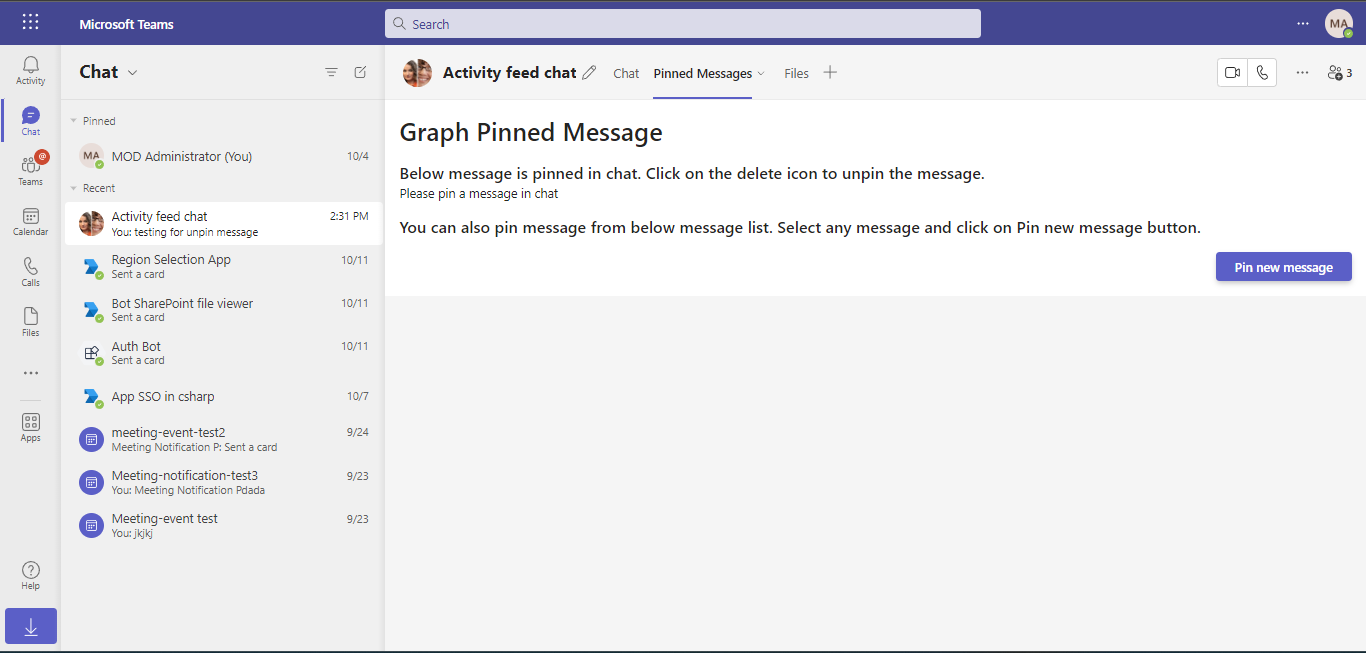 Microsoft Teams
Search
MA
Activity
Chat
Teams
@
Calendar
Calls
Files
Apps
Help
Chat
Pinned
MA
MOD Administrator (You) 10/4
Recent
Activity feed chat 2:31 PM
You: testing for unpin message
Region Selection App 10/11
Sent a card
Bot SharePoint file viewer 10/11
Sent a card
Auth Bot 10/11
Sent a card
App SSO in csharp 10/7
meeting-event-test2 9/24
Meeting Notification P: Sent a card
Meeting-notification-test3 9/23
You: Meeting Notification Pdada
Meeting-event test 9/23
You: jkjkj
Activity feed chat Chat Pinned Messages Files 3
Graph Pinned Message
Below message is pinned in chat. Click on the delete icon to unpin the message.
Please pin a message in chat
You can also pin message from below message list. Select any message and click on Pin new message button.
Pin new message